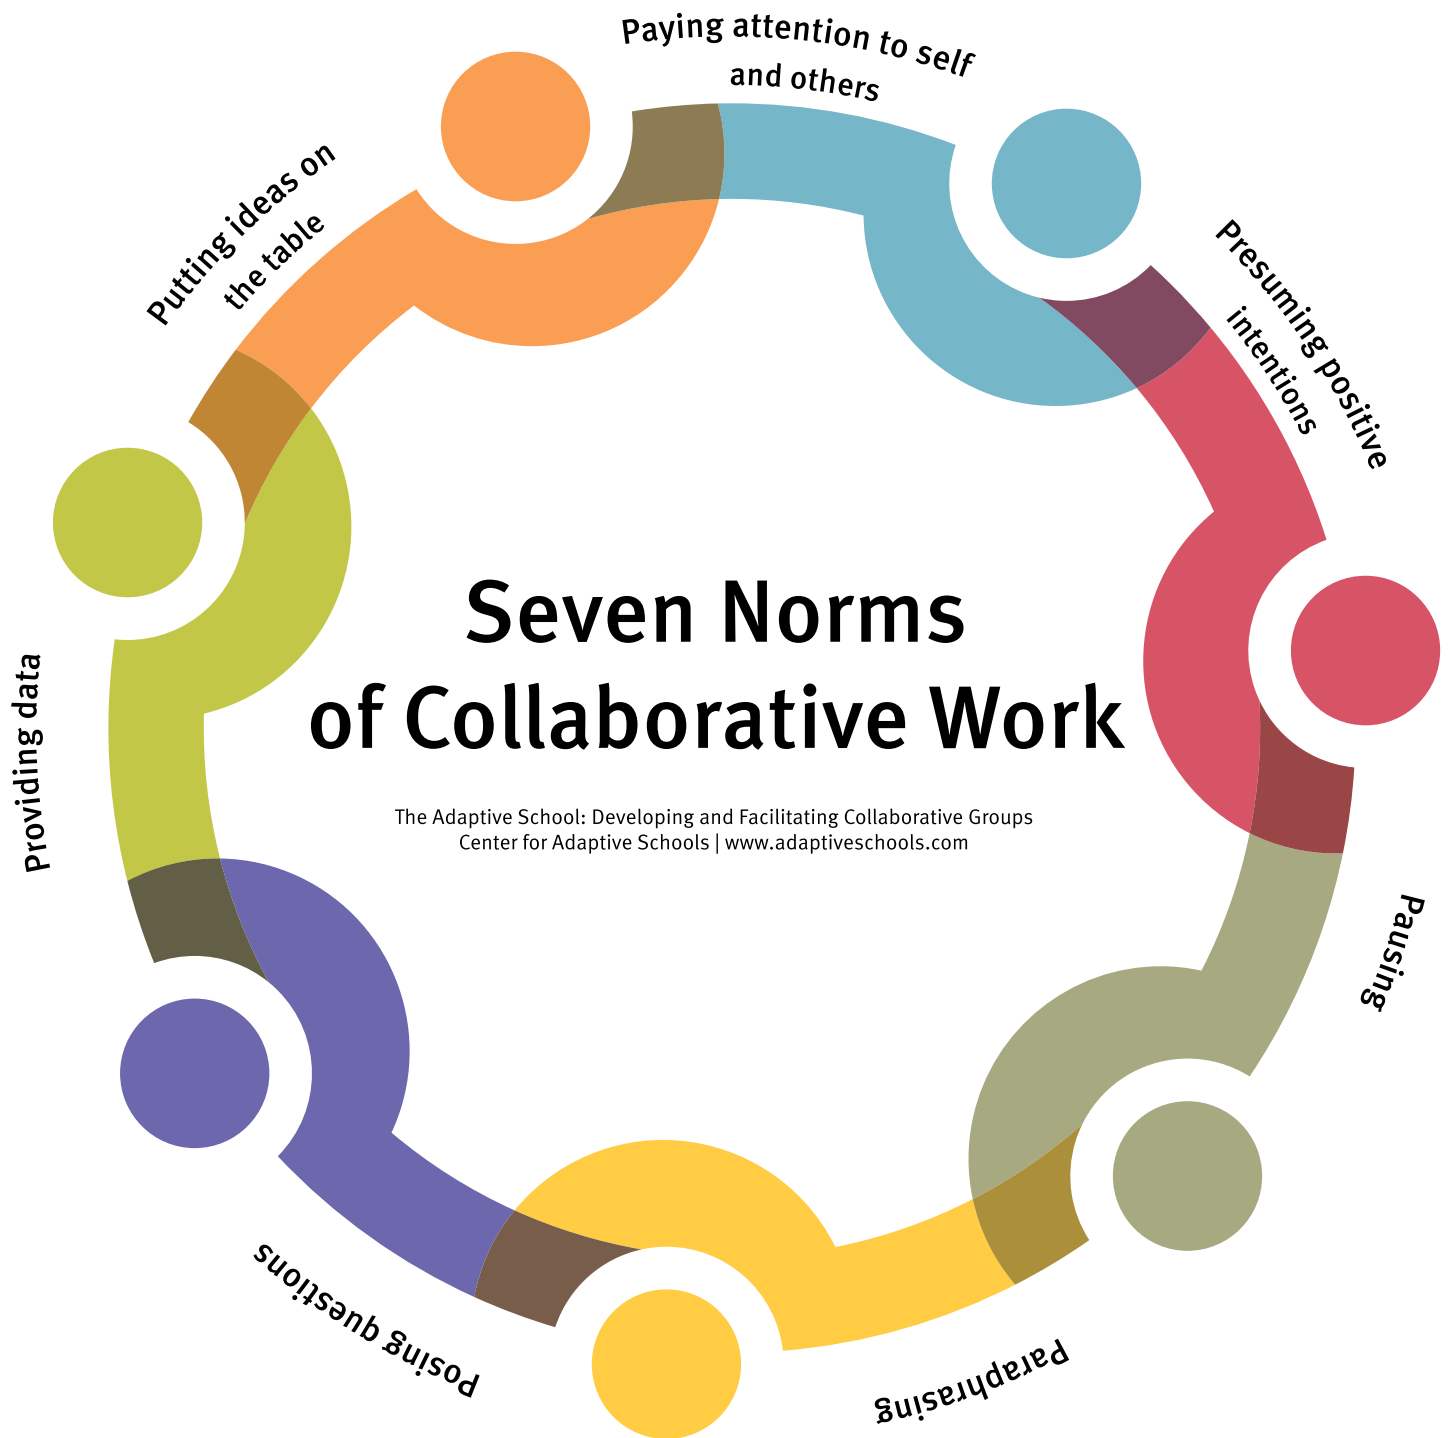 Paying attention to self
and others
Presuming positive
intentions
Pausing
Paraphrasing
Posing questions
Providing data
Putting ideas on
the table
Seven Norms
of Collaborative Work
The Adaptive School: Developing and Facilitating Collaborative Groups
Center for Adaptive Schools | www.adaptiveschools.com